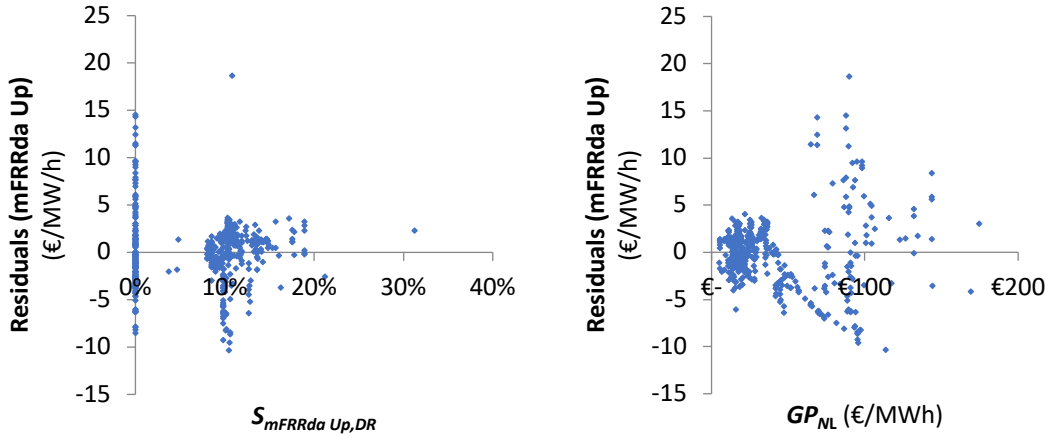 25
20
15
10
5
0
-5
-10
-15
0% 10% 20% 30% 40%
Residuals (mFRRda Up)
(€/MW/h)
SmFRRda Up,DR
25
20
15
10
5
0
-5
-10
-15
€- €100 €200
Residuals (mFRRda Up)
(€/MW/h)
GPNL (€/MWh)